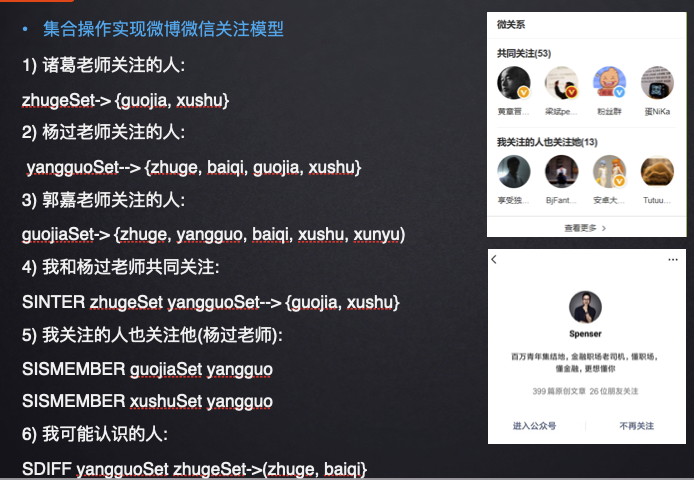 • 集合操作实现微博微信关注模型
1) 诸葛老师关注的人:
zhugeSet-> {guojia, xushu}
2) 杨过老师关注的人:
yangguoSet--> {zhuge, baiqi, guojia, xushu}
3) 郭嘉老师关注的人:
guojiaSet-> {zhuge, yangguo, baiqi, xushu, xunyu)
4) 我和杨过老师共同关注:
SINTER zhugeSet yangguoSet--> {guojia, xushu}
5) 我关注的人也关注他(杨过老师):
SISMEMBER guojiaSet yangguo
SISMEMBER xushuSet yangguo
6) 我可能认识的人:
SDIFF yangguoSet zhugeSet->(zhuge, baiqi}
微关系
共同关注(53)
黄章晋... 梁斌pe... 粉丝群 蛋NiKa
我关注的人也关注她(13)
享受独... BjFant... 安卓大... Tutuu...
查看更多 >
Spenser
百万青年集结地，金融职场老司机，懂职场，
懂金融，更想懂你
399篇原创文章 26位朋友关注
进入公众号 不再关注